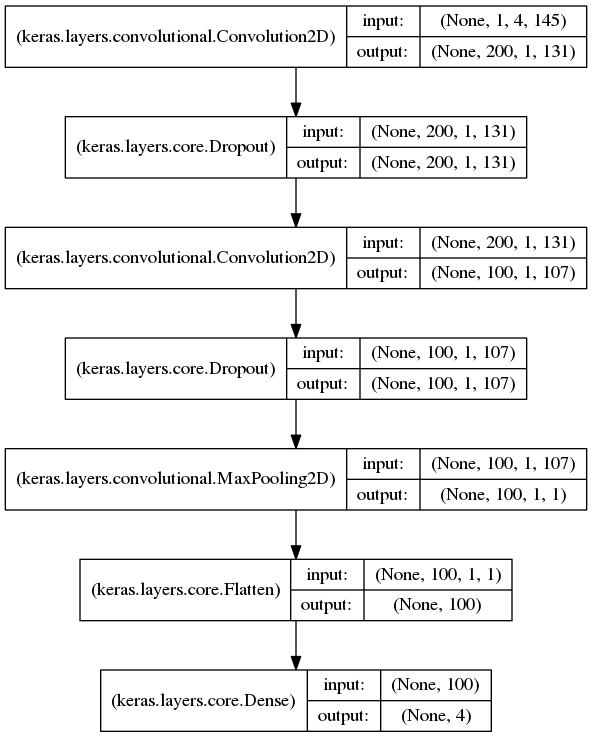 (keras.layers.convolutional.Convolution2D)
input: (None, 1, 4, 145)
output: (None, 200, 1, 131)
(keras.layers.core.Dropout)
input: (None, 200, 1, 131)
output: (None, 200, 1, 131)
(keras.layers.convolutional.Convolution2D)
input: (None, 200, 1, 131)
output: (None, 100, 1, 107)
(keras.layers.core.Dropout)
input: (None, 100, 1, 107)
output: (None, 100, 1, 107)
(keras.layers.convolutional.MaxPooling2D)
input: (None, 100, 1, 107)
output: (None, 100, 1, 1)
(keras.layers.core.Flatten)
input: (None, 100, 1, 1)
output: (None, 100)
(keras.layers.core.Dense)
input: (None, 100)
output: (None, 4)